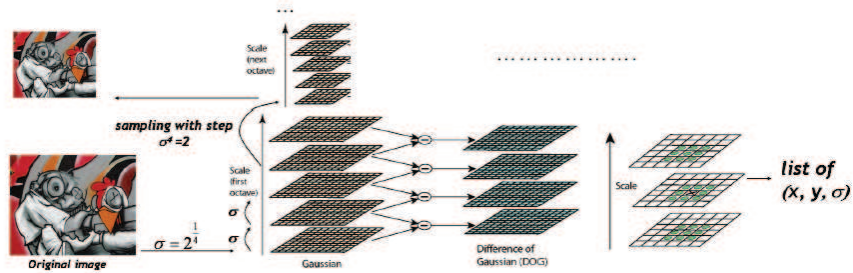 ...
Scale
(next
octave)
..............
sampling with step
σ⁴=2
Scale
(first
octave)
σ
σ
σ = 2^{1/4}
Original image
Gaussian
Difference of
Gaussian (DOG)
Scale
list of
(x, y, σ)